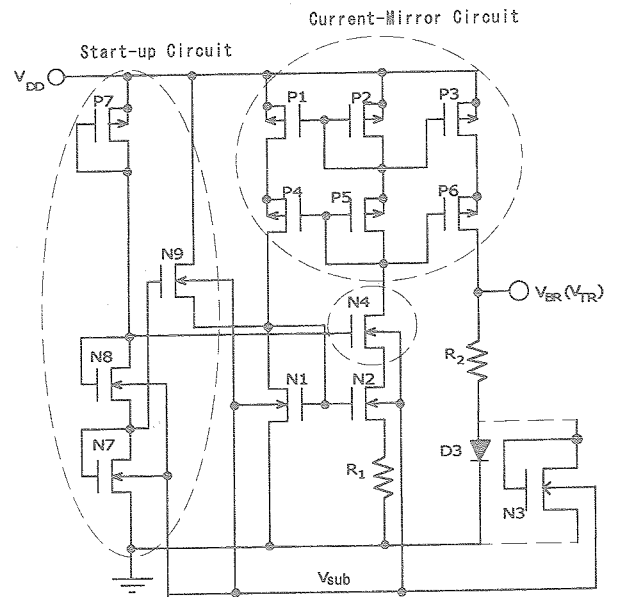 Current-Mirror Circuit
Start-up Circuit
VDD
P7
P1
P2
P3
P4
P5
P6
N9
VBR(VTR)
N4
R2
N8
N1
N2
N7
R1
D3
N3
Vsub